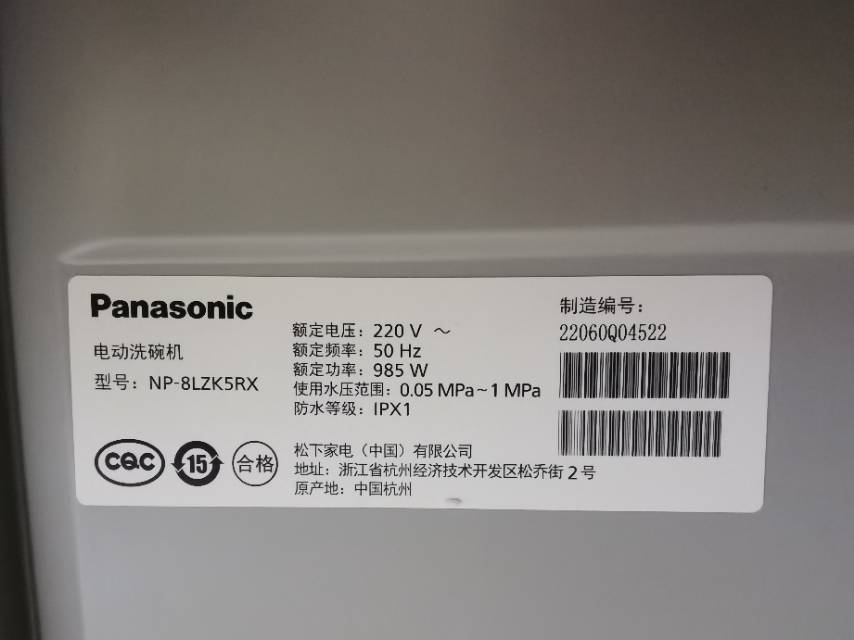 Panasonic
电动洗碗机
型号：NP-8LZK5RX
额定电压：220 V ～
额定频率：50 Hz
额定功率：985 W
使用水压范围：0.05 MPa~1 MPa
防水等级：IPX1
制造编号：
22060Q04522
CQC
15
合格
松下家电（中国）有限公司
地址：浙江省杭州经济技术开发区松乔街 2 号
原产地：中国杭州